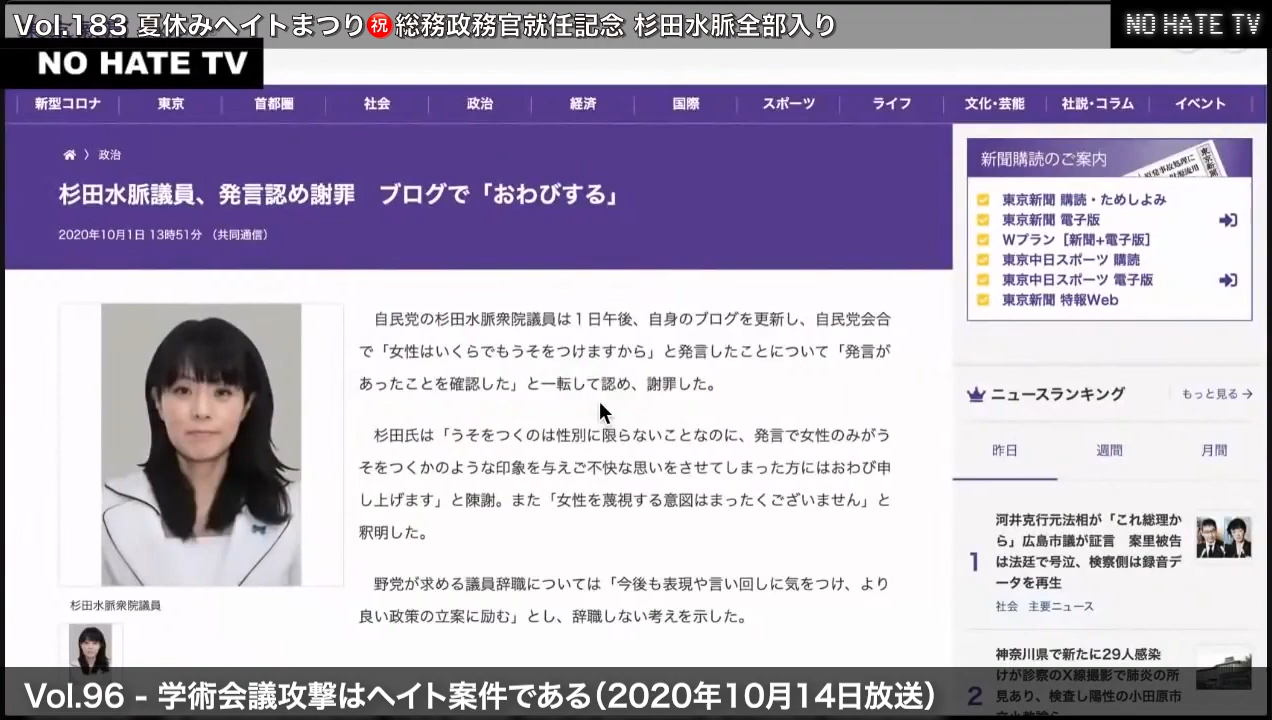 Vol.183 夏休みヘイトまつり㊗総務政務官就任記念 杉田水脈全部入り
NO HATE TV
NO HATE TV
新型コロナ 東京 首都圏 社会 政治 経済 国際 スポーツ ライフ 文化・芸能 社説・コラム イベント
政治
杉田水脈議員、発言認め謝罪　ブログで「おわびする」
2020年10月1日 13時51分 （共同通信）
自民党の杉田水脈衆院議員は１日午後、自身のブログを更新し、自民党会合
で「女性はいくらでもうそをつけますから」と発言したことについて「発言が
あったことを確認した」と一転して認め、謝罪した。
杉田氏は「うそをつくのは性別に限らないことなのに、発言で女性のみがう
そをつくかのような印象を与えご不快な思いをさせてしまった方にはおわび申
し上げます」と陳謝。また「女性を蔑視する意図はまったくございません」と
釈明した。
野党が求める議員辞職については「今後も表現や言い回しに気をつけ、より
良い政策の立案に励む」とし、辞職しない考えを示した。
杉田水脈衆院議員
新聞購読のご案内
東京新聞 購読・ためしよみ
東京新聞 電子版
Wプラン［新聞+電子版］
東京中日スポーツ 購読
東京中日スポーツ 電子版
東京新聞 特報Web
ニュースランキング
もっと見る
昨日 週間 月間
1
河井克行元法相が「これ総理か
ら」広島市議が証言　案里被告
は法廷で号泣、検察側は録音デ
ータを再生
社会 主要ニュース
2
神奈川県で新たに29人感染
けが診察のX線撮影で肺炎の所
見あり、検査し陽性の小田原市
Vol.96 - 学術会議攻撃はヘイト案件である（2020年10月14日放送）